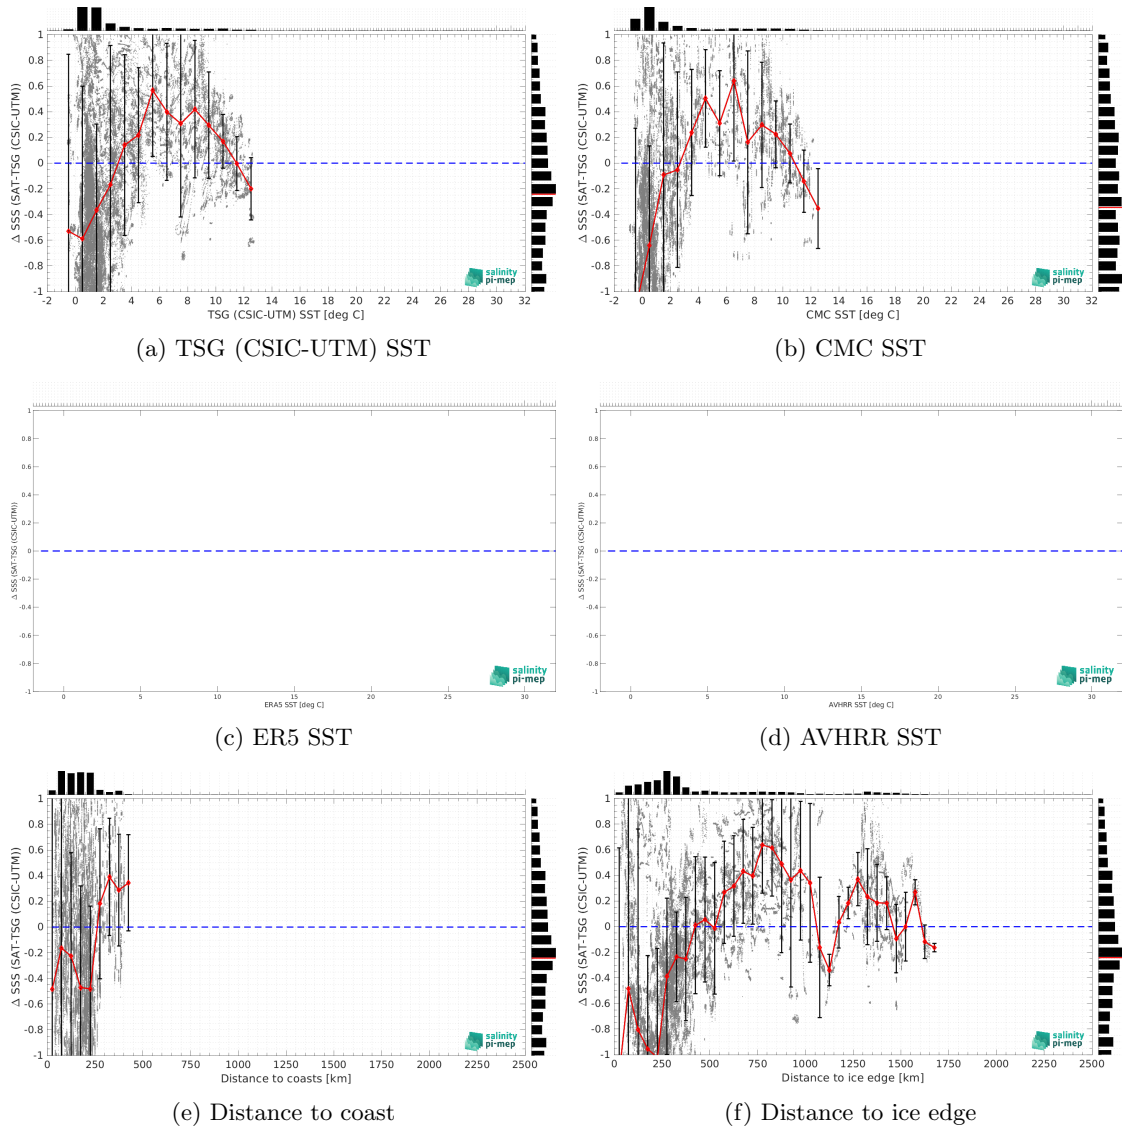 1
0.8
0.6
0.4
0.2
0
-0.2
-0.4
-0.6
-0.8
-1
Δ SSS (SAT-TSG (CSIC-UTM))
-2 0 2 4 6 8 10 12 14 16 18 20 22 24 26 28 30 32
TSG (CSIC-UTM) SST [deg C]
salinity
pi-mep
(a) TSG (CSIC-UTM) SST
1
0.8
0.6
0.4
0.2
0
-0.2
-0.4
-0.6
-0.8
-1
Δ SSS (SAT-TSG (CSIC-UTM))
-2 0 2 4 6 8 10 12 14 16 18 20 22 24 26 28 30 32
CMC SST [deg C]
salinity
pi-mep
(b) CMC SST
1
0.8
0.6
0.4
0.2
0
-0.2
-0.4
-0.6
-0.8
-1
Δ SSS (SAT-TSG (CSIC-UTM))
0 5 10 15 20 25 30
ERA5 SST [deg C]
salinity
pi-mep
(c) ER5 SST
1
0.8
0.6
0.4
0.2
0
-0.2
-0.4
-0.6
-0.8
-1
Δ SSS (SAT-TSG (CSIC-UTM))
0 5 10 15 20 25 30
AVHRR SST [deg C]
salinity
pi-mep
(d) AVHRR SST
1
0.8
0.6
0.4
0.2
0
-0.2
-0.4
-0.6
-0.8
-1
Δ SSS (SAT-TSG (CSIC-UTM))
0 250 500 750 1000 1250 1500 1750 2000 2250 2500
Distance to coasts [km]
salinity
pi-mep
(e) Distance to coast
1
0.8
0.6
0.4
0.2
0
-0.2
-0.4
-0.6
-0.8
-1
Δ SSS (SAT-TSG (CSIC-UTM))
0 250 500 750 1000 1250 1500 1750 2000 2250 2500
Distance to ice edge [km]
salinity
pi-mep
(f) Distance to ice edge